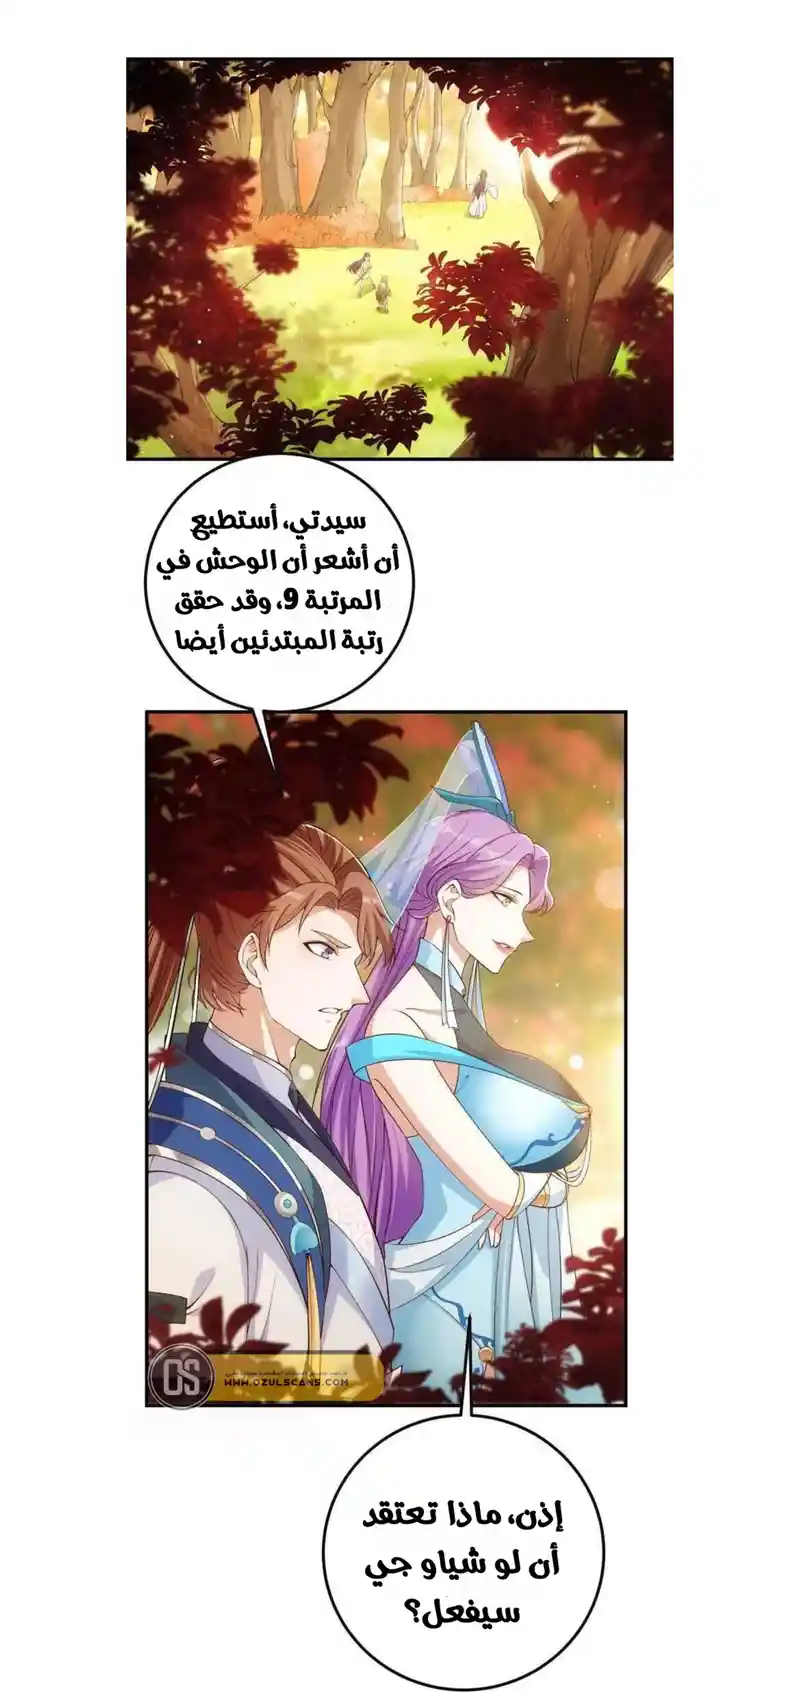 سيدتي، أستطيع
أن أشعر أن الوحش في
المرتبة 9، وقد حقق
رتبة المبتدئين أيضا
OS
WWW.OZULSCANS.COM
إذن، ماذا تعتقد
أن لو شياو جي
سيفعل؟